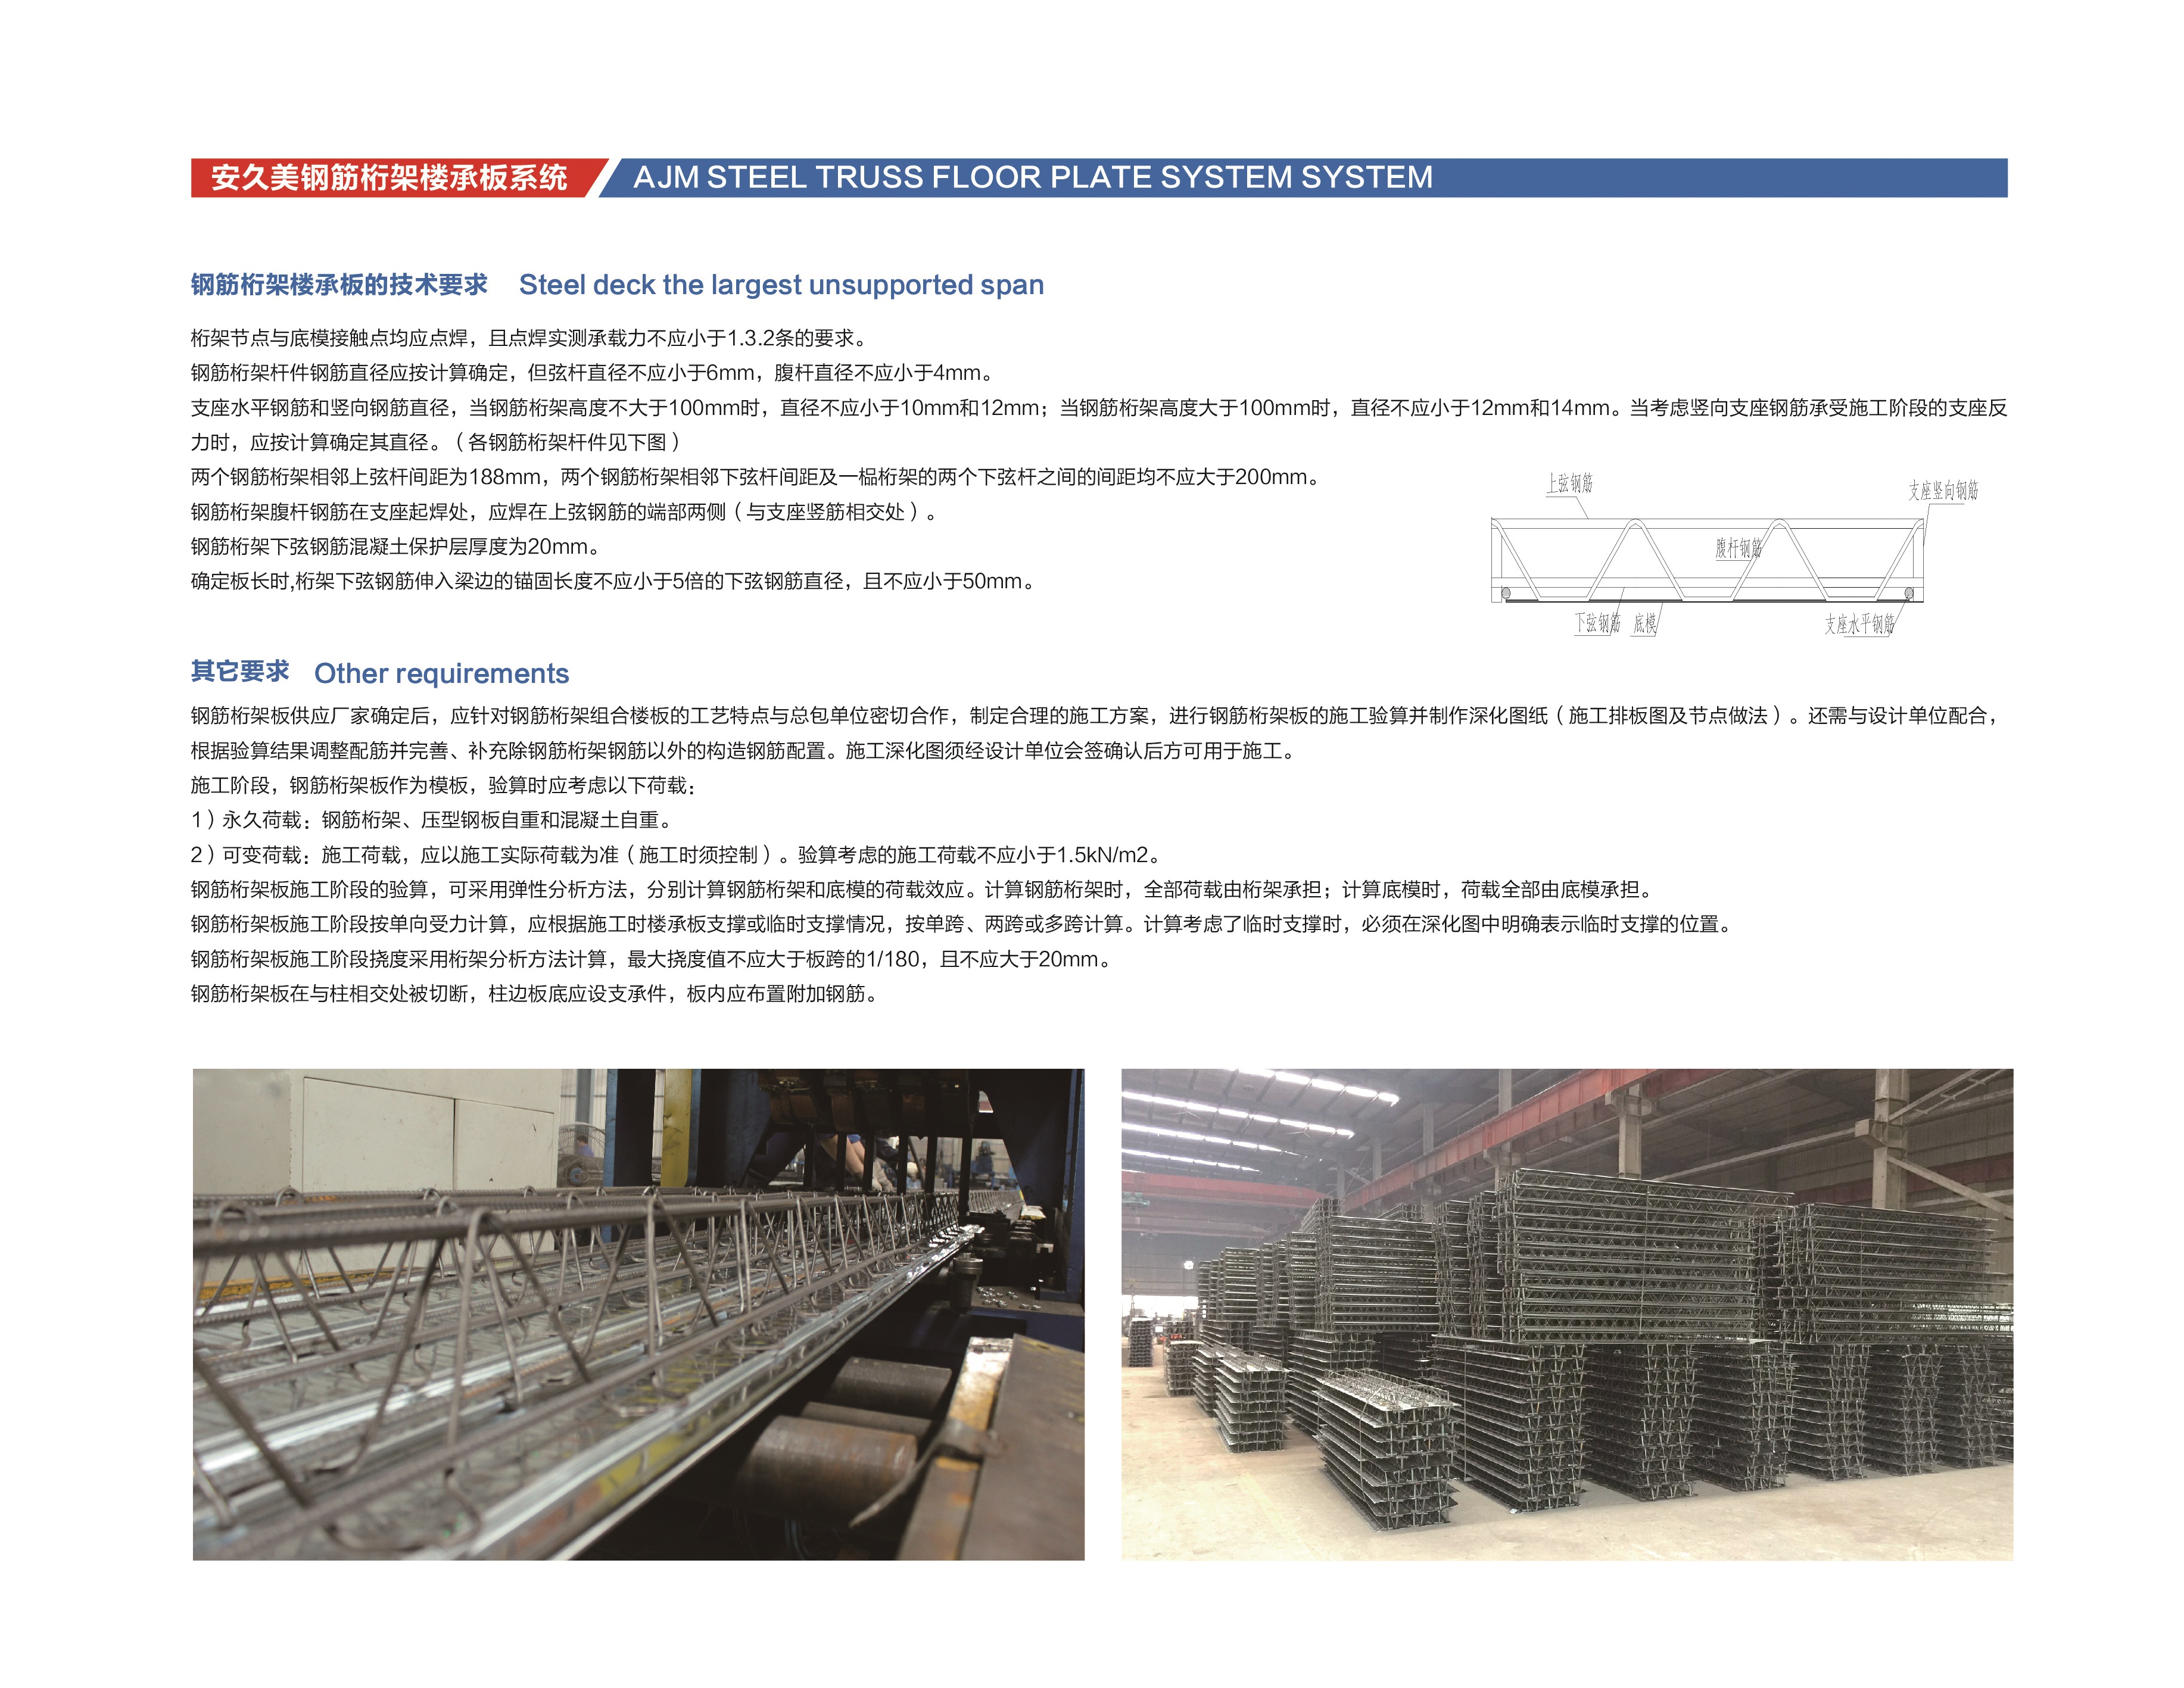 安久美钢筋桁架楼承板系统 AJM STEEL TRUSS FLOOR PLATE SYSTEM SYSTEM
钢筋桁架楼承板的技术要求 Steel deck the largest unsupported span
桁架节点与底模接触点均应点焊，且点焊实测承载力不应小于1.3.2条的要求。
钢筋桁架杆件钢筋直径应按计算确定，但弦杆直径不应小于6mm，腹杆直径不应小于4mm。
支座水平钢筋和竖向钢筋直径，当钢筋桁架高度不大于100mm时，直径不应小于10mm和12mm；当钢筋桁架高度大于100mm时，直径不应小于12mm和14mm。当考虑竖向支座钢筋承受施工阶段的支座反
力时，应按计算确定其直径。（各钢筋桁架杆件见下图）
两个钢筋桁架相邻上弦杆间距为188mm，两个钢筋桁架相邻下弦杆间距及一榀桁架的两个下弦杆之间的间距均不应大于200mm。
钢筋桁架腹杆钢筋在支座起焊处，应焊在上弦钢筋的端部两侧（与支座竖筋相交处）。
钢筋桁架下弦钢筋混凝土保护层厚度为20mm。
确定板长时,桁架下弦钢筋伸入梁边的锚固长度不应小于5倍的下弦钢筋直径，且不应小于50mm。
上弦钢筋
支座竖向钢筋
腹杆钢筋
下弦钢筋
底模
支座水平钢筋
其它要求 Other requirements
钢筋桁架板供应厂家确定后，应针对钢筋桁架组合楼板的工艺特点与总包单位密切合作，制定合理的施工方案，进行钢筋桁架板的施工验算并制作深化图纸（施工排板图及节点做法）。还需与设计单位配合，
根据验算结果调整配筋并完善、补充除钢筋桁架钢筋以外的构造钢筋配置。施工深化图须经设计单位会签确认后方可用于施工。
施工阶段，钢筋桁架板作为模板，验算时应考虑以下荷载：
1）永久荷载：钢筋桁架、压型钢板自重和混凝土自重。
2）可变荷载：施工荷载，应以施工实际荷载为准（施工时须控制）。验算考虑的施工荷载不应小于1.5kN/m2。
钢筋桁架板施工阶段的验算，可采用弹性分析方法，分别计算钢筋桁架和底模的荷载效应。计算钢筋桁架时，全部荷载由桁架承担；计算底模时，荷载全部由底模承担。
钢筋桁架板施工阶段按单向受力计算，应根据施工时楼承板支撑或临时支撑情况，按单跨、两跨或多跨计算。计算考虑了临时支撑时，必须在深化图中明确表示临时支撑的位置。
钢筋桁架板施工阶段挠度采用桁架分析方法计算，最大挠度值不应大于板跨的1/180，且不应大于20mm。
钢筋桁架板在与柱相交处被切断，柱边板底应设支承件，板内应布置附加钢筋。